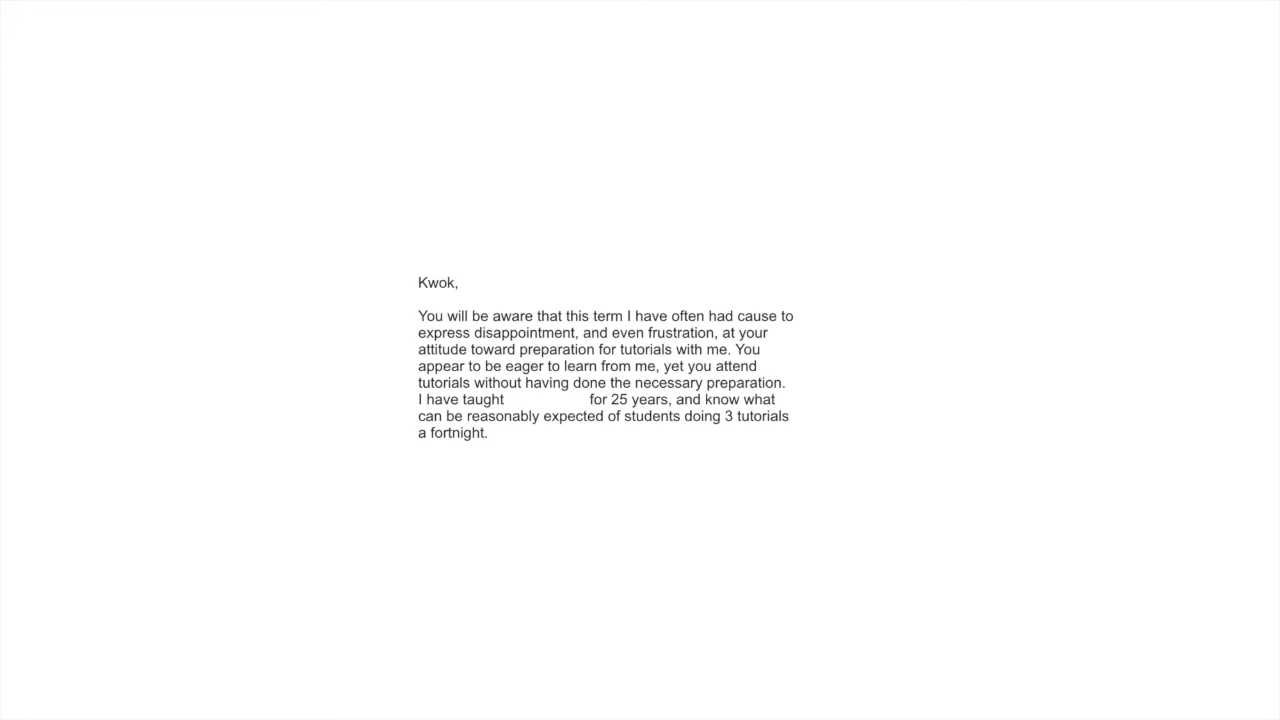 Kwok,
You will be aware that this term I have often had cause to
express disappointment, and even frustration, at your
attitude toward preparation for tutorials with me. You
appear to be eager to learn from me, yet you attend
tutorials without having done the necessary preparation.
I have taught for 25 years, and know what
can be reasonably expected of students doing 3 tutorials
a fortnight.